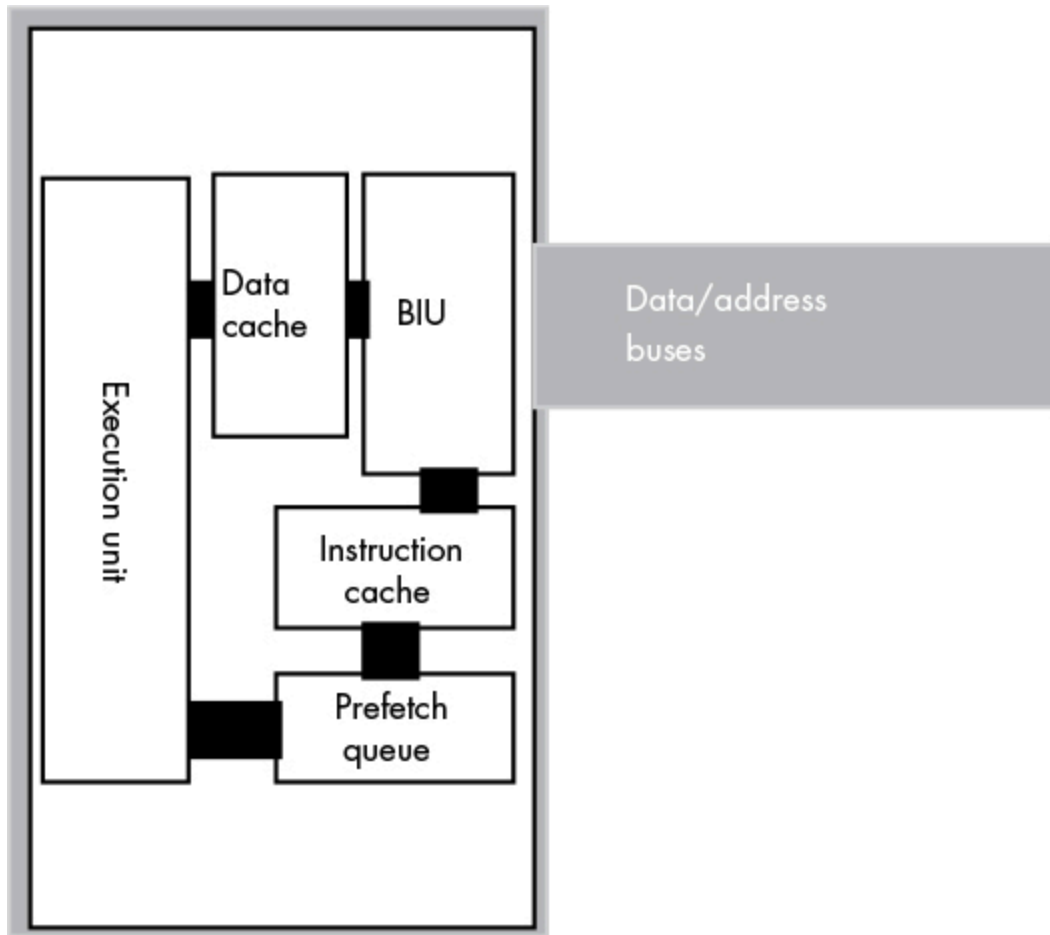 Data
cache
BIU
Data/address
buses
Execution unit
Instruction
cache
Prefetch
queue